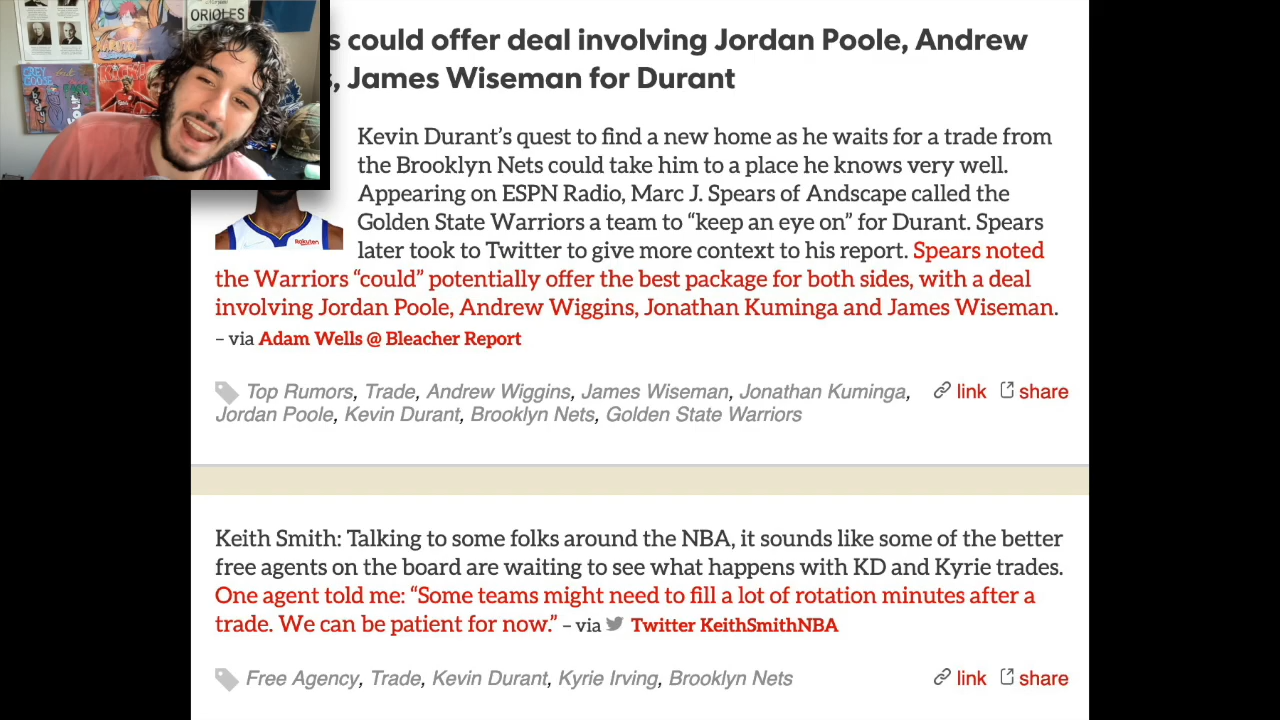 ORIOLES
s could offer deal involving Jordan Poole, Andrew
s, James Wiseman for Durant
Kevin Durant’s quest to find a new home as he waits for a trade from
the Brooklyn Nets could take him to a place he knows very well.
Appearing on ESPN Radio, Marc J. Spears of Andscape called the
Golden State Warriors a team to “keep an eye on” for Durant. Spears
later took to Twitter to give more context to his report. Spears noted
the Warriors “could” potentially offer the best package for both sides, with a deal
involving Jordan Poole, Andrew Wiggins, Jonathan Kuminga and James Wiseman.
– via Adam Wells @ Bleacher Report
Rakuten
Top Rumors, Trade, Andrew Wiggins, James Wiseman, Jonathan Kuminga,
Jordan Poole, Kevin Durant, Brooklyn Nets, Golden State Warriors
link share
Keith Smith: Talking to some folks around the NBA, it sounds like some of the better
free agents on the board are waiting to see what happens with KD and Kyrie trades.
One agent told me: “Some teams might need to fill a lot of rotation minutes after a
trade. We can be patient for now.” – via Twitter KeithSmithNBA
Free Agency, Trade, Kevin Durant, Kyrie Irving, Brooklyn Nets
link share